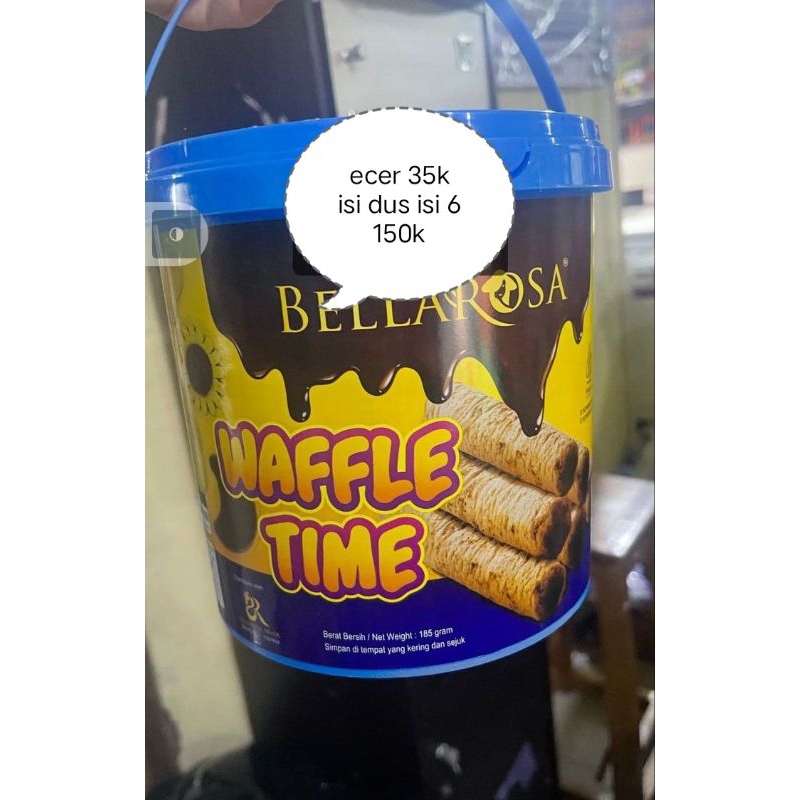 ecer 35k
isi dus isi 6
150k
BELLAROSA®
WAFFLE
TIME
Berat Bersih / Net Weight : 185 gram
Simpan di tempat yang kering dan sejuk